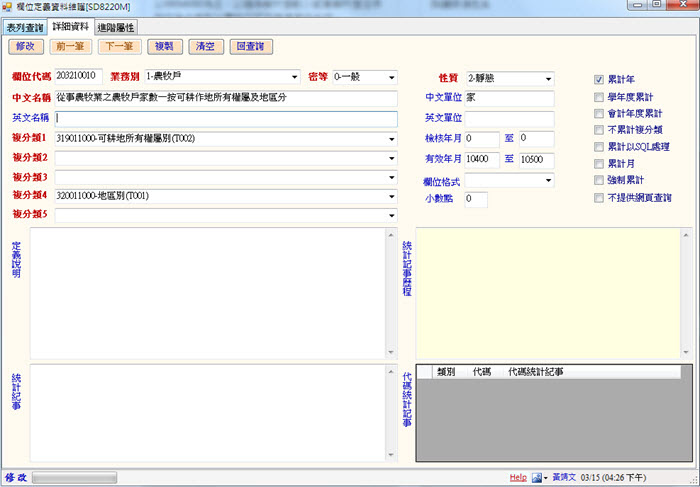 欄位定義資料維護[SD8220M]
表列查詢 詳細資料 進階屬性
修改 前一筆 下一筆 複製 清空 回查詢
欄位代碼 203210010 業務別 1-農牧戶 密等 0-一般 性質 2-靜態 累計年
中文名稱 從事農牧業之農牧戶家數─按可耕作地所有權屬及地區分 中文單位 家 學年度累計
英文名稱 英文單位 會計年度累計
複分類1 319011000-可耕地所有權屬別(T002) 檢核年月 0 至 0 不累計複分類
複分類2 有效年月 10400 至 10500 累計以SQL處理
複分類3 欄位格式 累計月
複分類4 320011000-地區別(T001) 小數點 0 強制累計
複分類5 不提供網頁查詢
定義說明
統計記事歷程
統計紀事
代碼統計記事
類別 代碼 代碼統計記事
修改 Help 黃靖文 03/15 (04:26 下午)